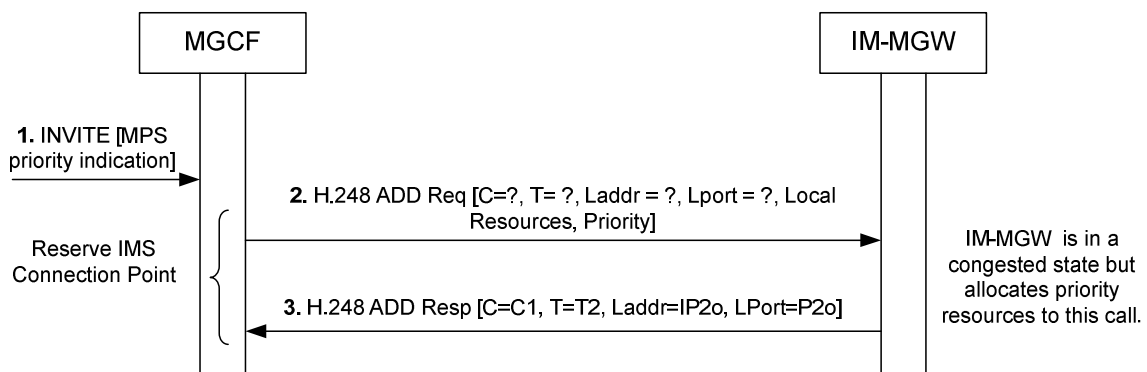 MGCF
IM-MGW
1. INVITE [MPS
priority indication]
2. H.248 ADD Req [C=?, T= ?, Laddr = ?, Lport = ?, Local
Resources, Priority]
Reserve IMS
Connection Point
IM-MGW is in a
congested state but
allocates priority
resources to this call.
3. H.248 ADD Resp [C=C1, T=T2, Laddr=IP2o, LPort=P2o]